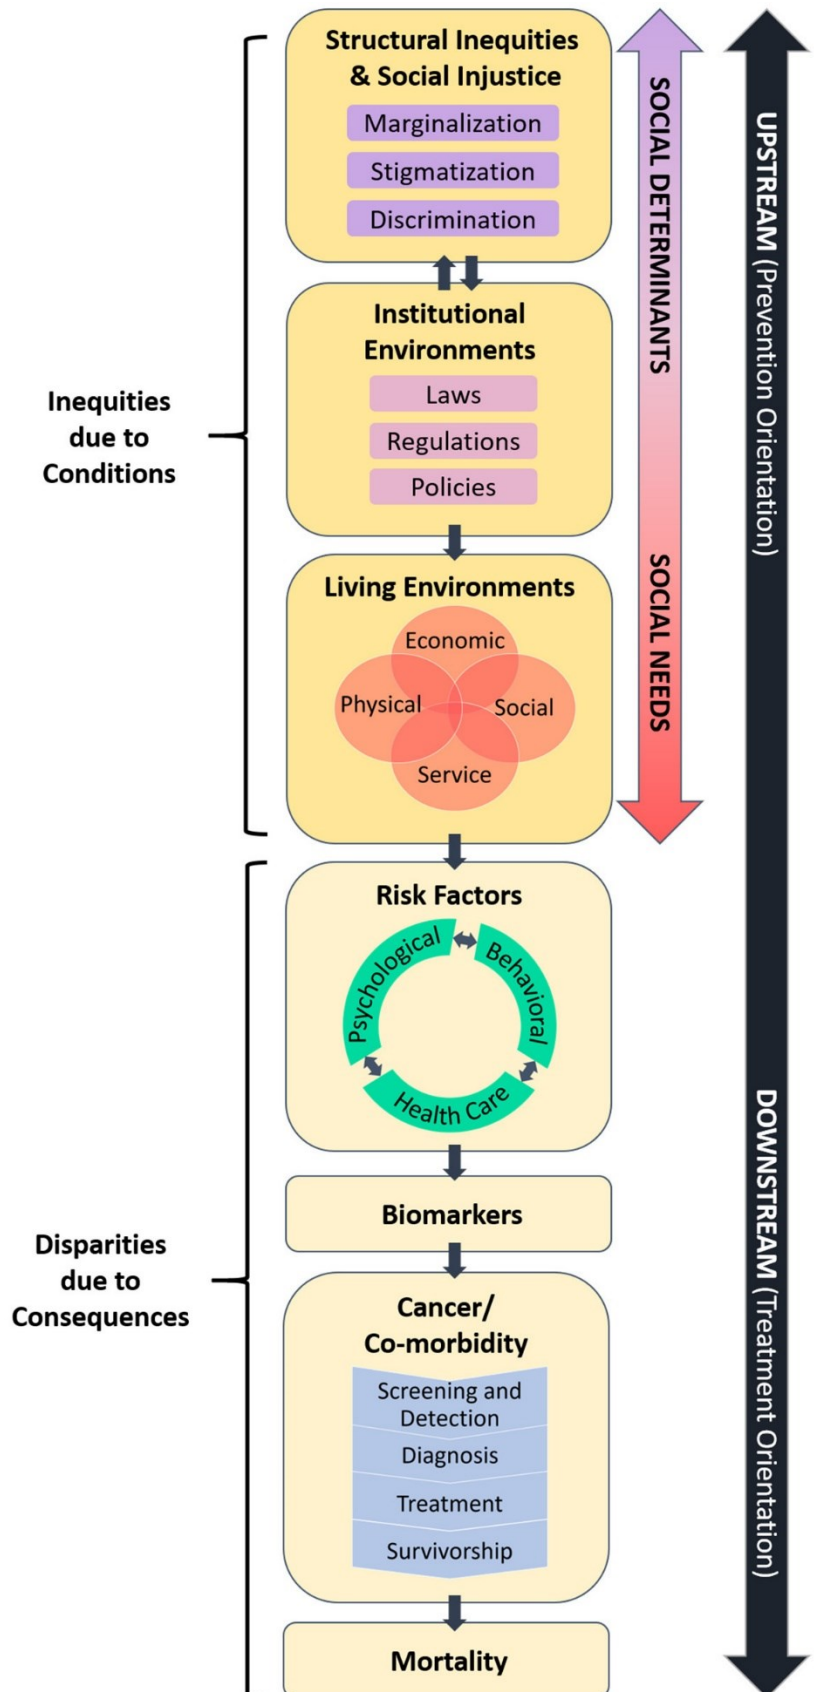 Structural Inequities
& Social Injustice
Marginalization
Stigmatization
Discrimination
Institutional
Environments
Laws
Regulations
Policies
Inequities
due to
Conditions
Living Environments
Economic
Physical
Social
Service
SOCIAL DETERMINANTS
SOCIAL NEEDS
UPSTREAM (Prevention Orientation)
Risk Factors
Psychological
Behavioral
Health Care
Biomarkers
Disparities
due to
Consequences
Cancer/
Co-morbidity
Screening and
Detection
Diagnosis
Treatment
Survivorship
Mortality
DOWNSTREAM (Treatment Orientation)